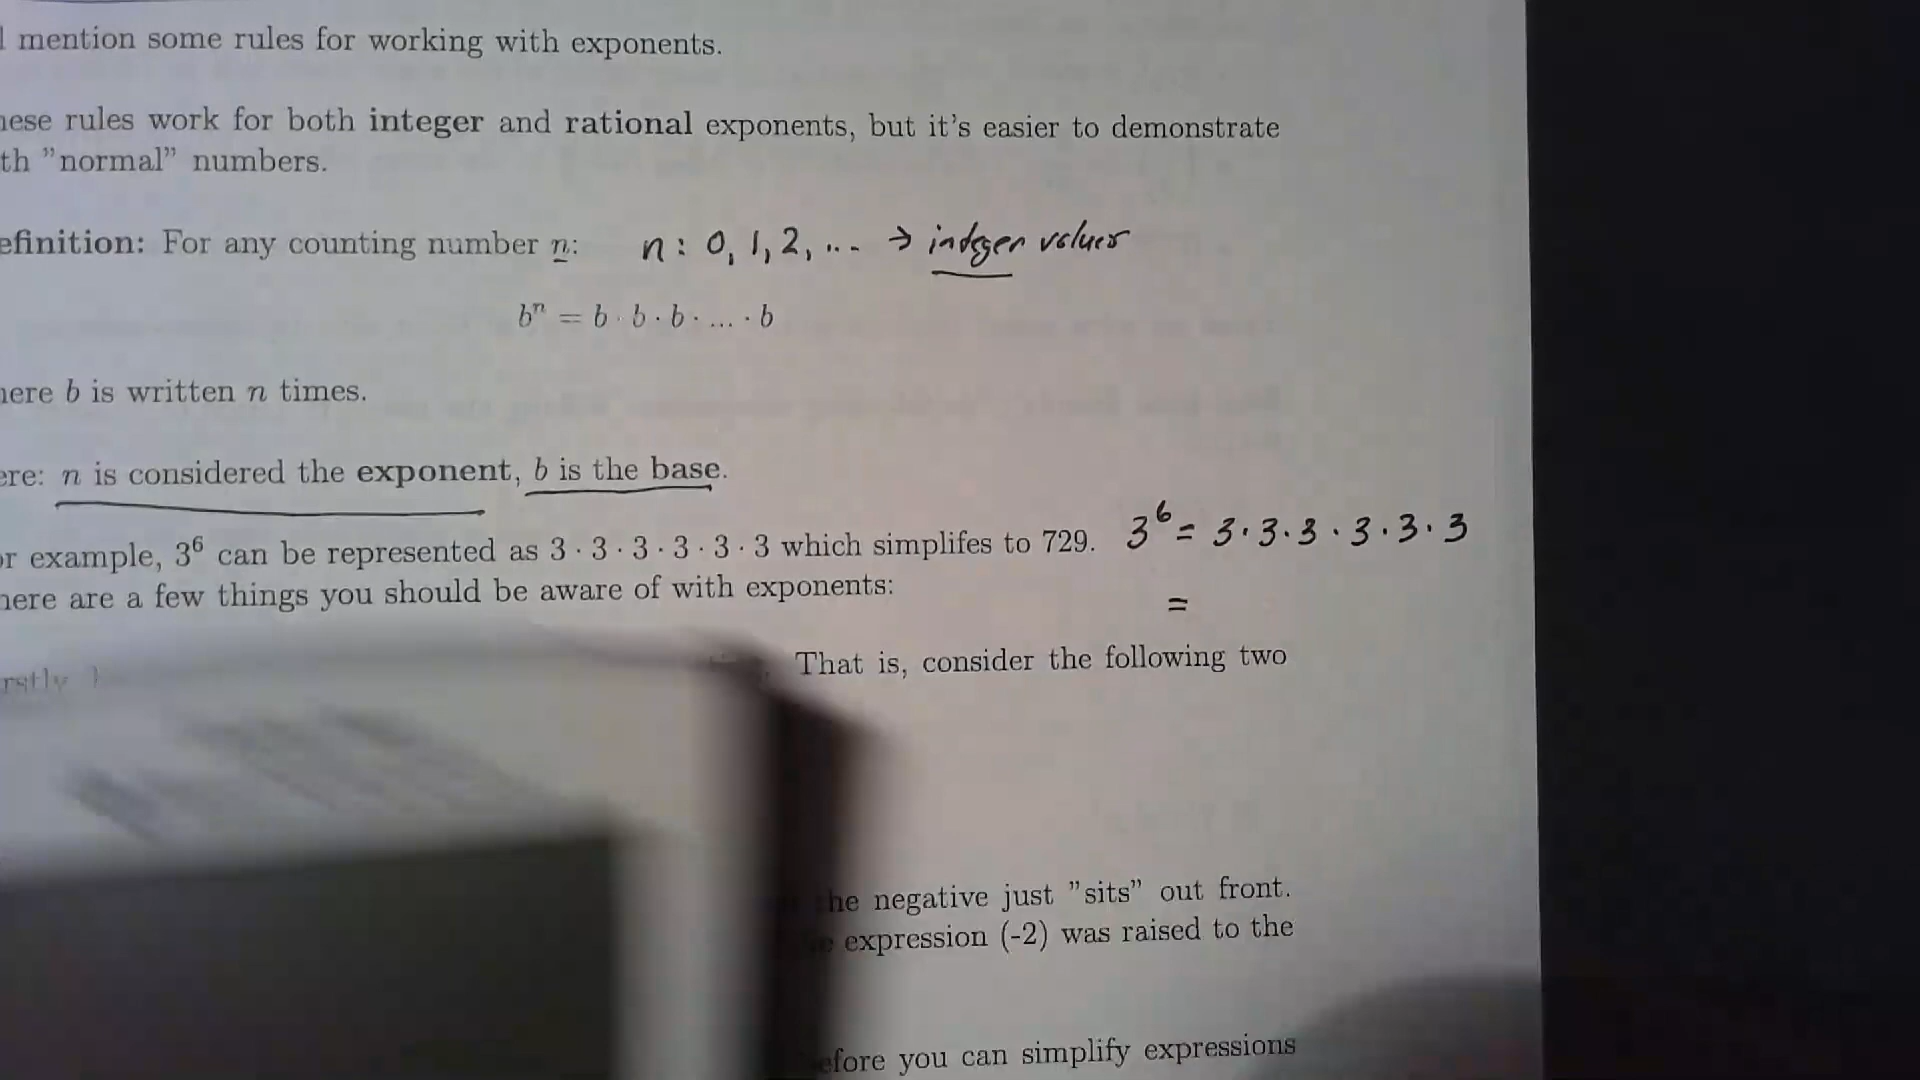 mention some rules for working with exponents.
ese rules work for both integer and rational exponents, but it's easier to demonstrate
th "normal" numbers.
efinition: For any counting number n: n : 0, 1, 2, ... → integer values
bⁿ = b · b · b · ... · b
ere b is written n times.
ere: n is considered the exponent, b is the base.
r example, 3⁶ can be represented as 3 · 3 · 3 · 3 · 3 · 3 which simplifes to 729. 3⁶ = 3 · 3 · 3 · 3 · 3 · 3
ere are a few things you should be aware of with exponents: =
rstly That is, consider the following two
he negative just "sits" out front.
expression (-2) was raised to the
efore you can simplify expressions